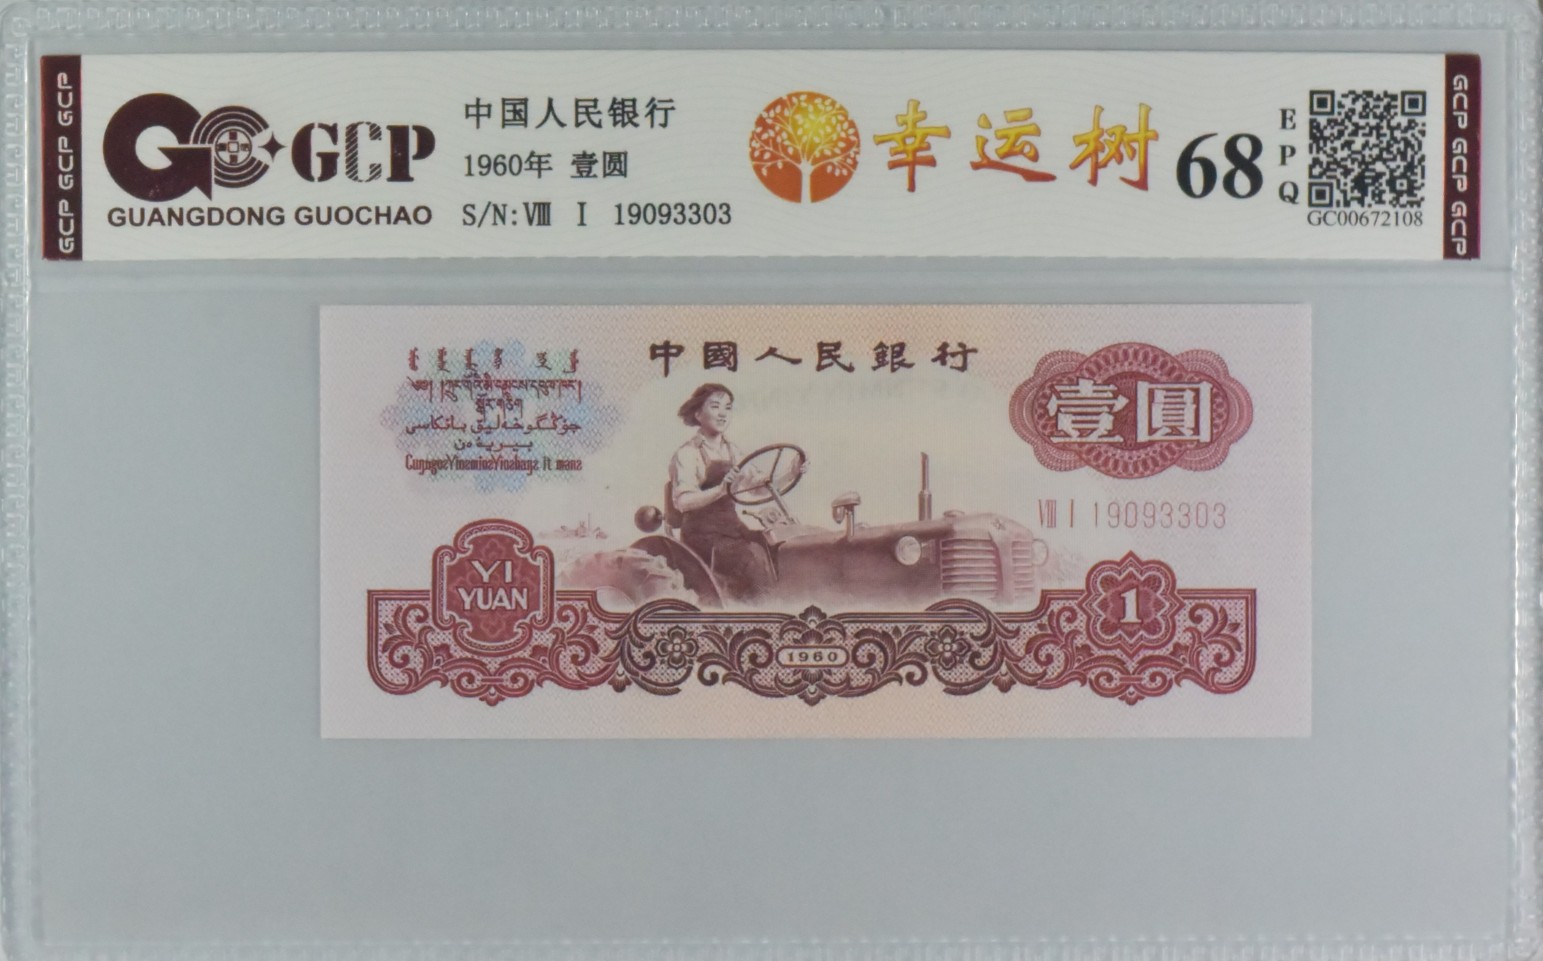 GCP GCP GCP
GCP
GUANGDONG GUOCHAO
中国人民银行
1960年 壹圆
S/N: Ⅷ Ⅰ 19093303
幸运树
68
EPQ
GC00672108
GCP GCP GCP
中國人民銀行
壹圓
Ⅷ Ⅰ 19093303
YI
YUAN
1
1960